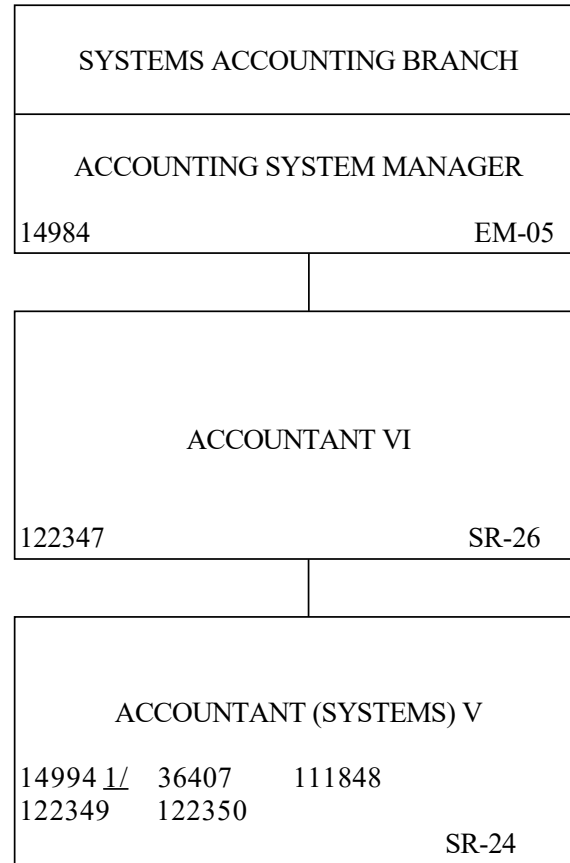 SYSTEMS ACCOUNTING BRANCH
ACCOUNTING SYSTEM MANAGER
14984 EM-05
ACCOUNTANT VI
122347 SR-26
ACCOUNTANT (SYSTEMS) V
14994 1/ 36407 111848
122349 122350
SR-24